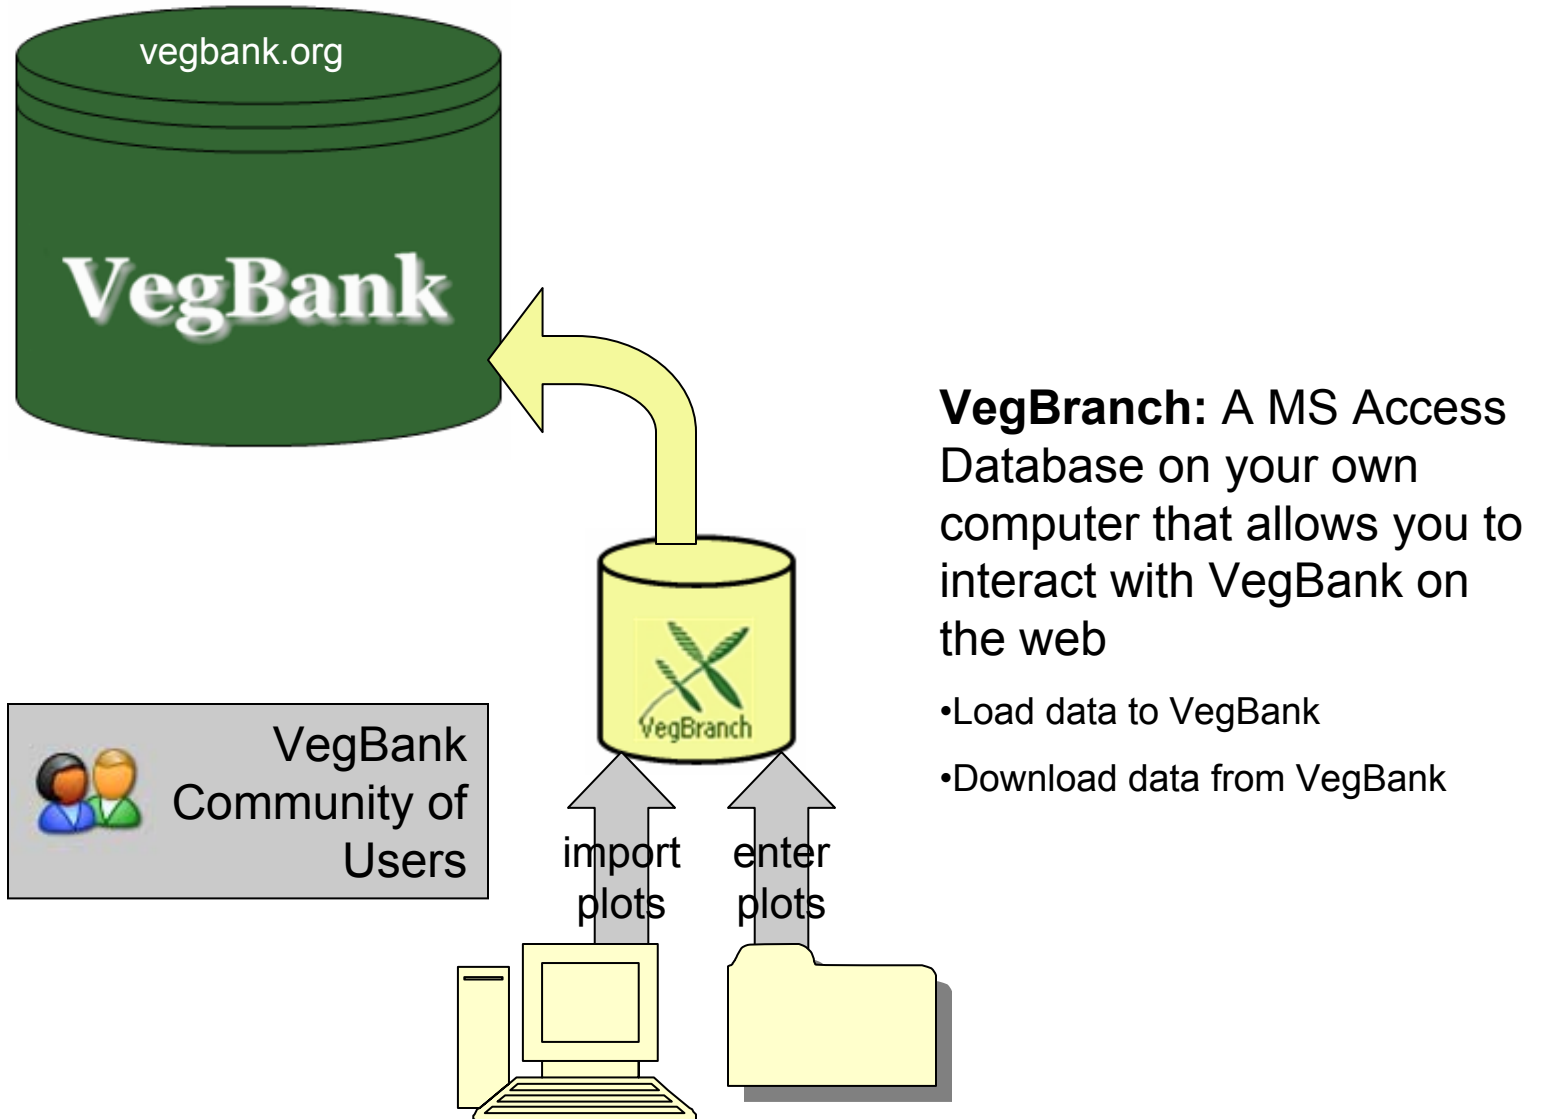 vegbank.org
VegBank
VegBranch: A MS Access
Database on your own
computer that allows you to
interact with VegBank on
the web
•Load data to VegBank
•Download data from VegBank
VegBranch
VegBank
Community of
Users
import
plots
enter
plots